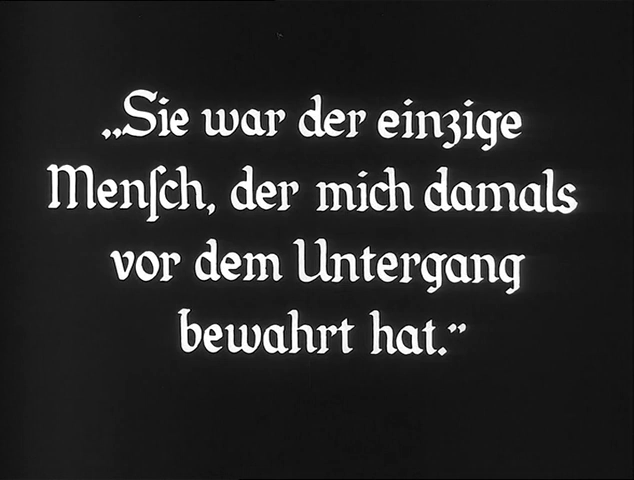 „Sie war der einzige
Menſch, der mich damals
vor dem Untergang
bewahrt hat.”